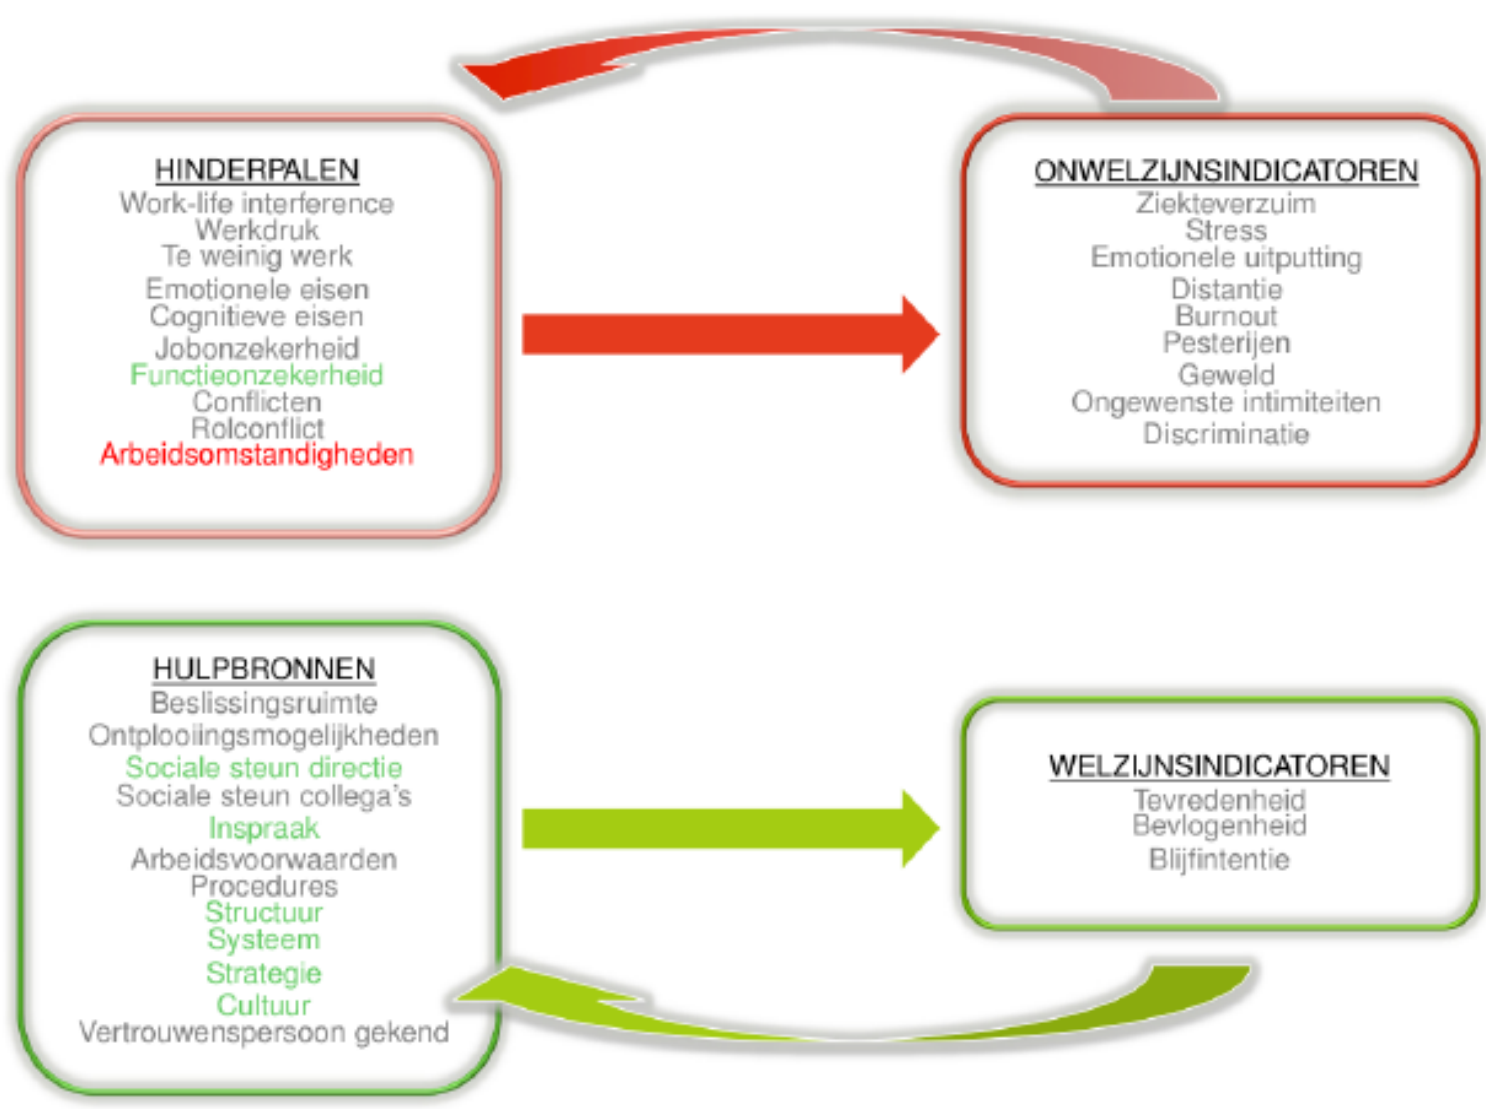 HINDERPALEN
Work-life interference
Werkdruk
Te weinig werk
Emotionele eisen
Cognitieve eisen
Jobonzekerheid
Functieonzekerheid
Conflicten
Rolconflict
Arbeidsomstandigheden
ONWELZIJNSINDICATOREN
Ziekteverzuim
Stress
Emotionele uitputting
Distantie
Burnout
Pesterijen
Geweld
Ongewenste intimiteiten
Discriminatie
HULPBRONNEN
Beslissingsruimte
Ontplooiingsmogelijkheden
Sociale steun directie
Sociale steun collega's
Inspraak
Arbeidsvoorwaarden
Procedures
Structuur
Systeem
Strategie
Cultuur
Vertrouwenspersoon gekend
WELZIJNSINDICATOREN
Tevredenheid
Bevlogenheid
Blijfintentie